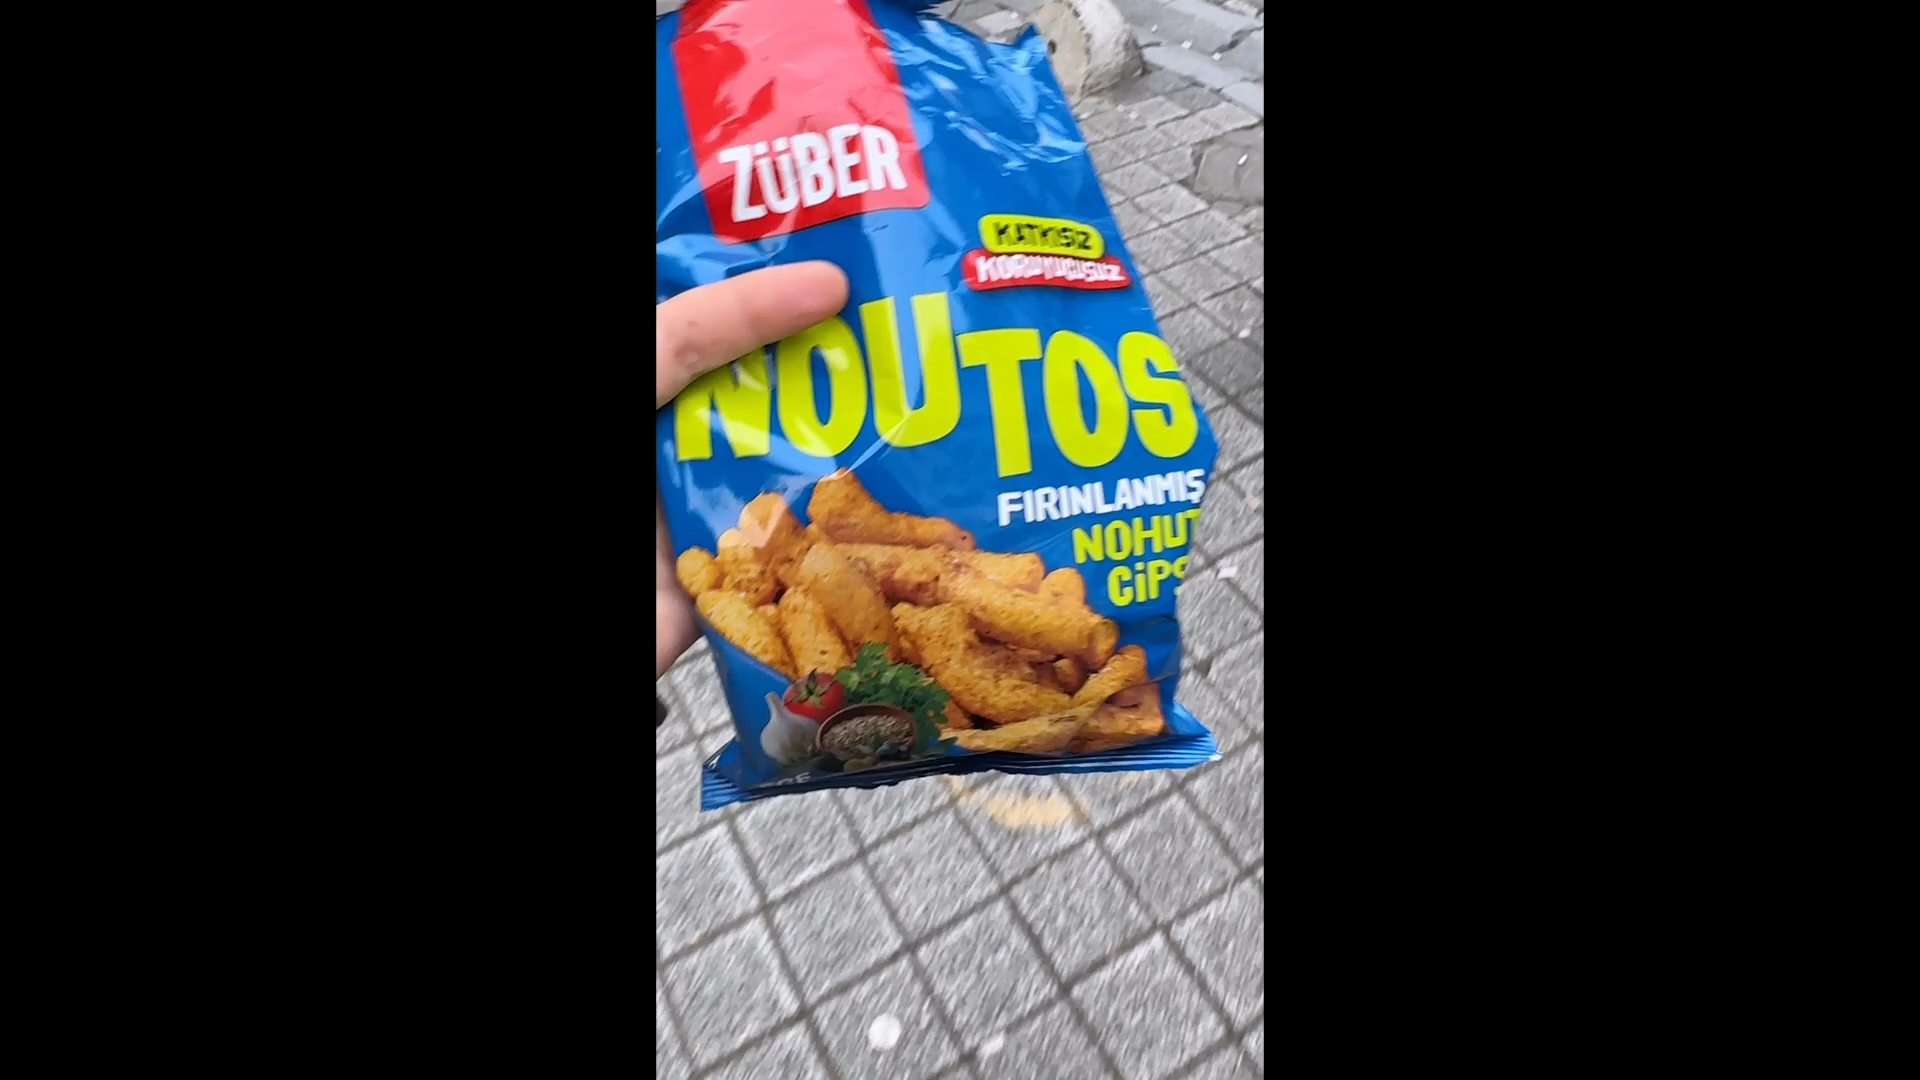 ZÜBER
KATKISIZ
KORUYUCUSUZ
NOUTOS
FIRINLANMIŞ
NOHUT
CİPS